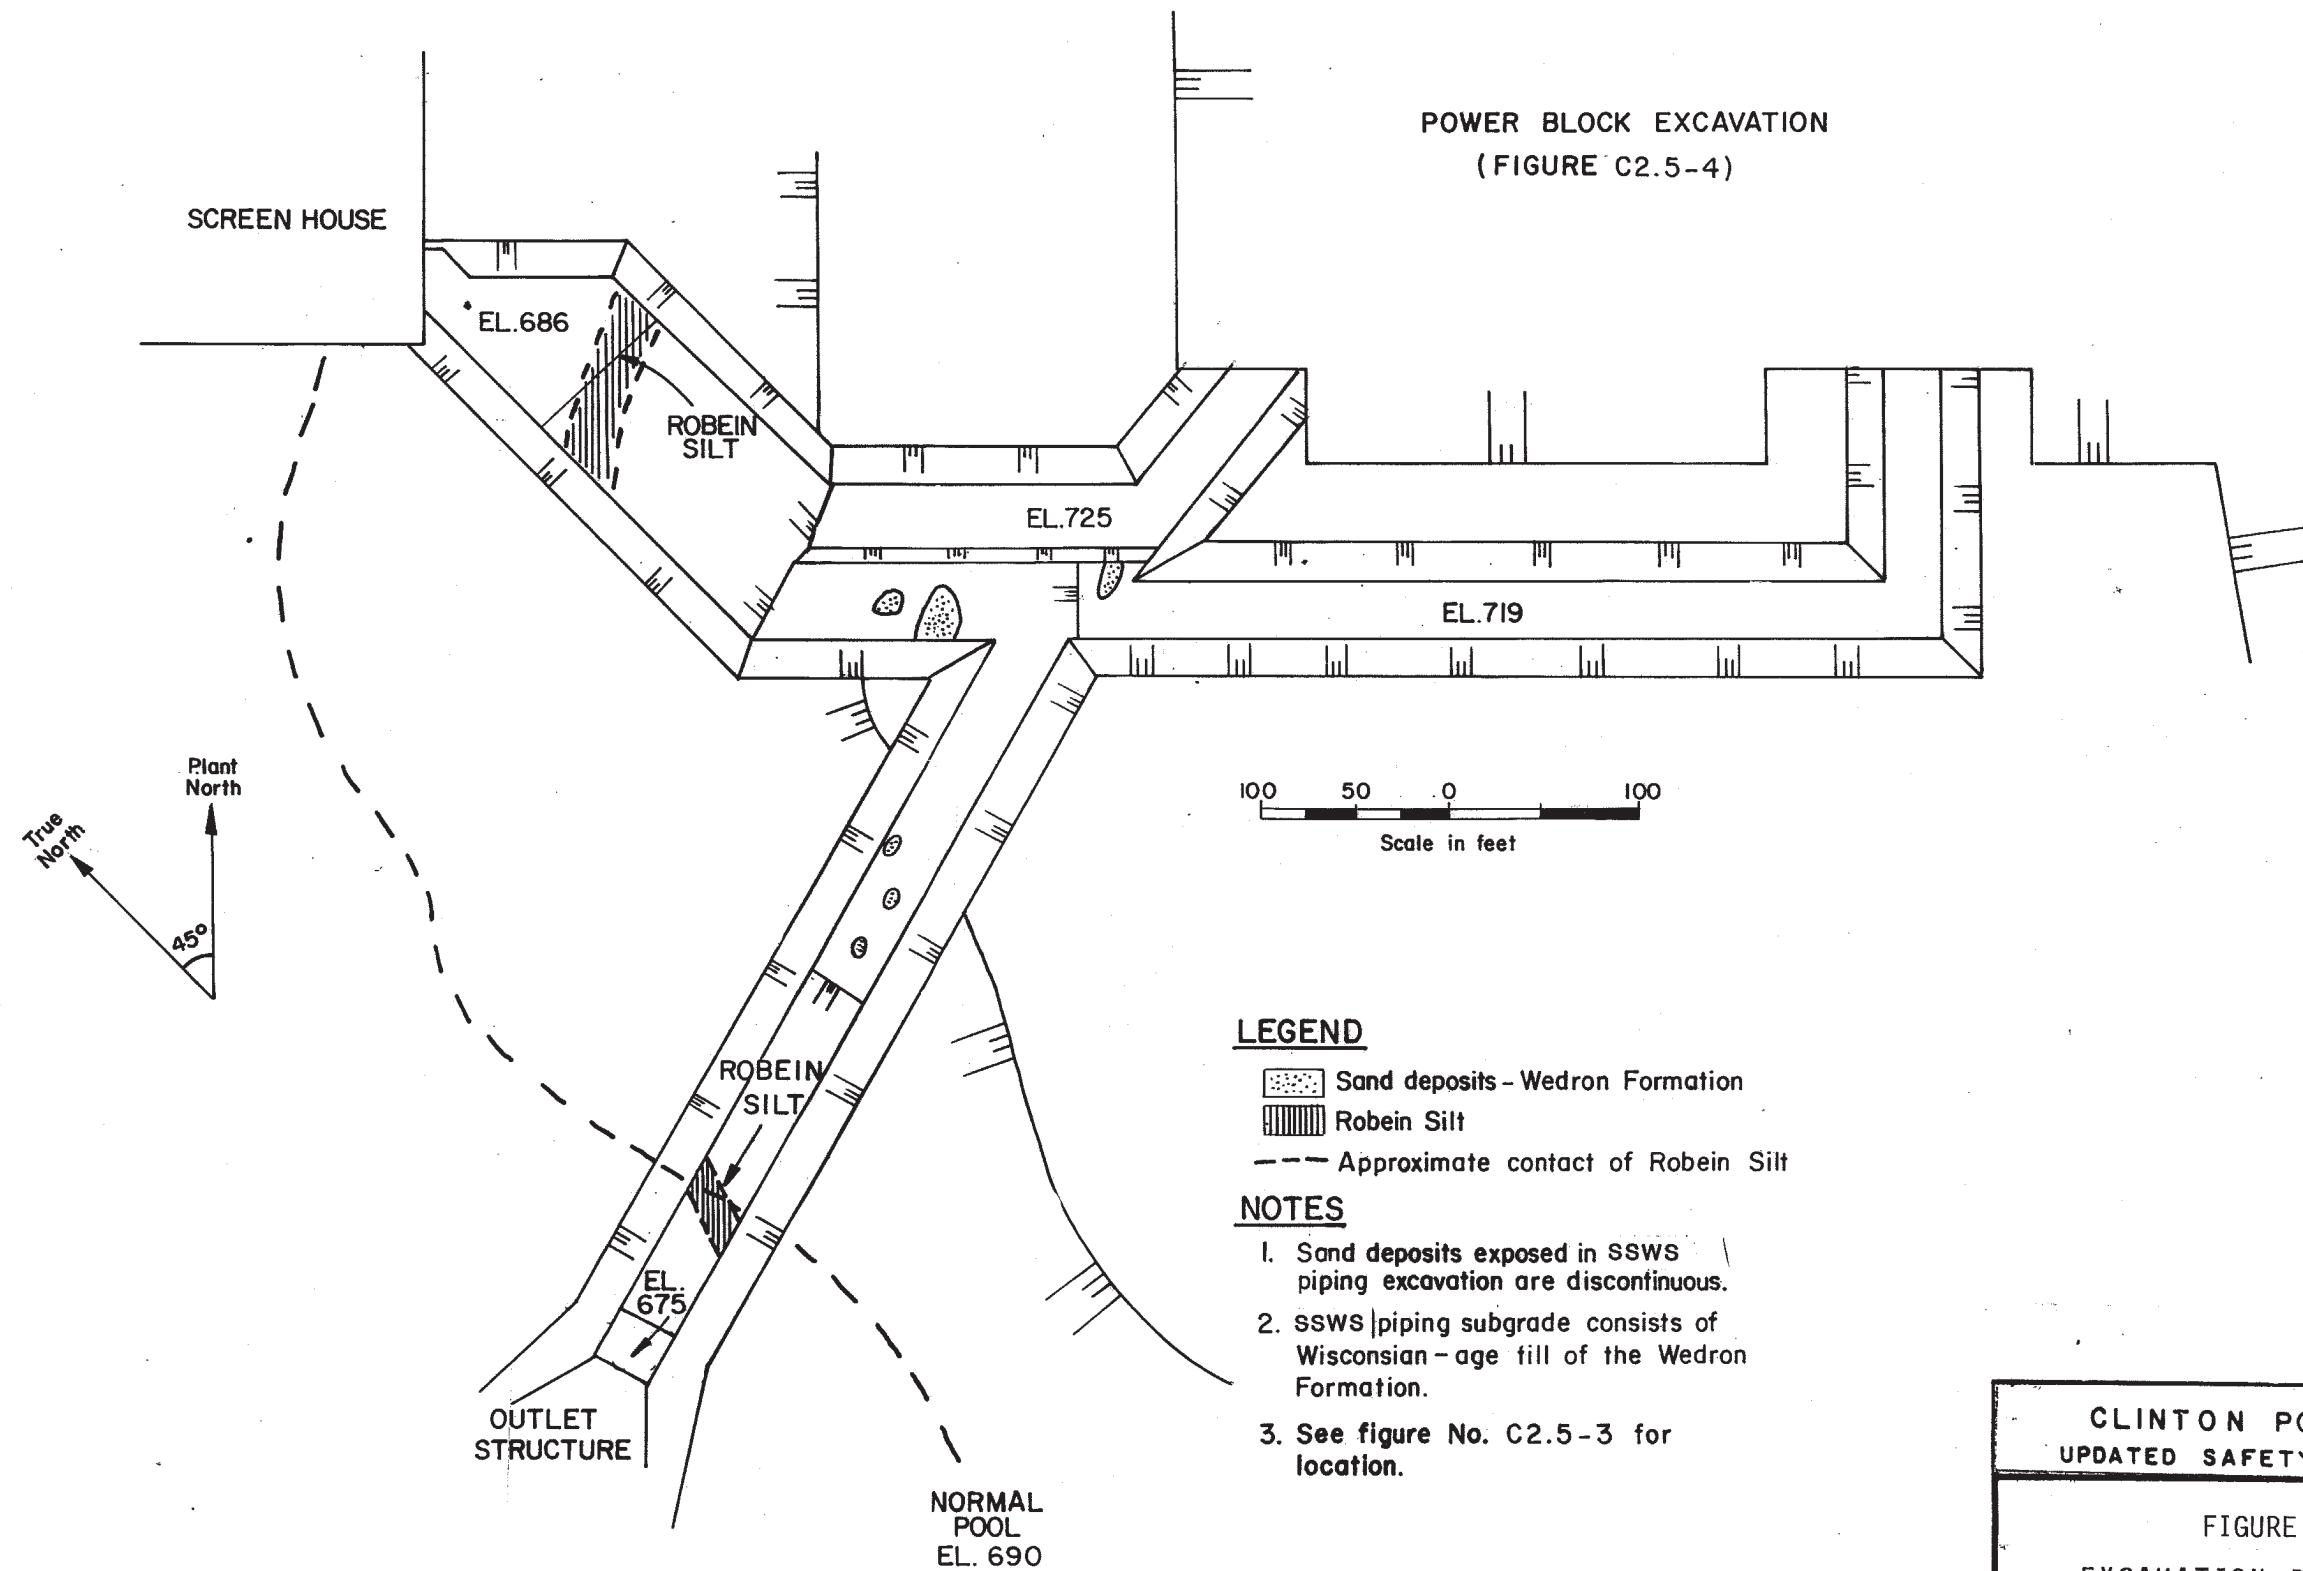 POWER BLOCK EXCAVATION
(FIGURE C2.5-4)
SCREEN HOUSE
EL.686
ROBEIN
SILT
EL.725
EL.719
Plant
North
True
North
45°
100 50 0 100
Scale in feet
ROBEIN
SILT
EL.
675
OUTLET
STRUCTURE
NORMAL
POOL
EL. 690
LEGEND
Sand deposits - Wedron Formation
Robein Silt
Approximate contact of Robein Silt
NOTES
1. Sand deposits exposed in SSWS
piping excavation are discontinuous.
2. SSWS piping subgrade consists of
Wisconsian - age fill of the Wedron
Formation.
3. See figure No. C2.5-3 for
location.
CLINTON
UPDATED SAFETY
FIGURE